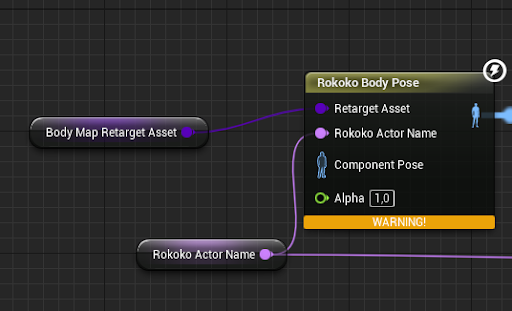 Rokoko Body Pose
Retarget Asset
Body Map Retarget Asset
Rokoko Actor Name
Component Pose
Alpha 1,0
WARNING!
Rokoko Actor Name